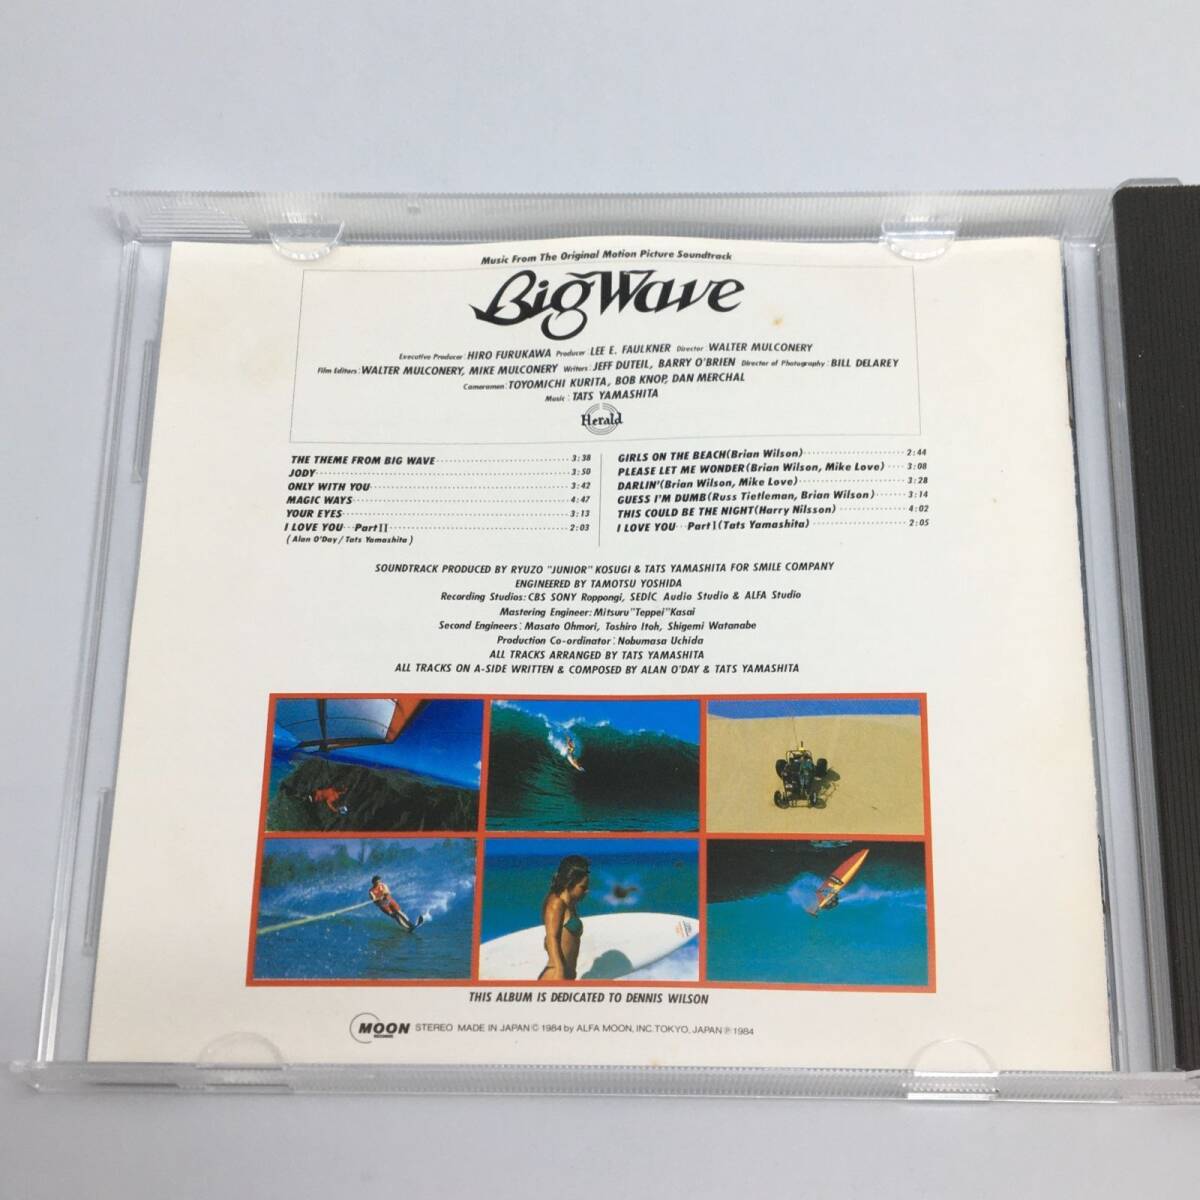 Music From The Original Motion Picture Soundtrack
Big Wave
Executive Producer:HIRO FURUKAWA Producer:LEE E. FAULKNER Director:WALTER MULCONERY
Film Editors:WALTER MULCONERY, MIKE MULCONERY Writers:JEFF DUTEIL, BARRY O'BRIEN Director of Photography:BILL DELAREY
Cameramen:TOYOMICHI KURITA, BOB KNOP, DAN MERCHAL
Music:TATS YAMASHITA
Herald
THE THEME FROM BIG WAVE 3:38
JODY 3:50
ONLY WITH YOU 3:42
MAGIC WAYS 4:47
YOUR EYES 3:13
I LOVE YOU…Part II 2:03
(Alan O'Day/Tats Yamashita)
GIRLS ON THE BEACH(Brian Wilson) 2:44
PLEASE LET ME WONDER(Brian Wilson, Mike Love) 3:08
DARLIN'(Brian Wilson, Mike Love) 3:28
GUESS I'M DUMB(Russ Tietleman, Brian Wilson) 3:14
THIS COULD BE THE NIGHT(Harry Nilsson) 4:02
I LOVE YOU…Part I(Tats Yamashita) 2:05
SOUNDTRACK PRODUCED BY RYUZO "JUNIOR" KOSUGI & TATS YAMASHITA FOR SMILE COMPANY
ENGINEERED BY TAMOTSU YOSHIDA
Recording Studios:CBS SONY Roppongi, SEDIC Audio Studio & ALFA Studio
Mastering Engineer:Mitsuru"Teppei"Kasai
Second Engineers:Masato Ohmori, Toshiro Itoh, Shigemi Watanabe
Production Co-ordinator:Nobumasa Uchida
ALL TRACKS ARRANGED BY TATS YAMASHITA
ALL TRACKS ON A-SIDE WRITTEN & COMPOSED BY ALAN O'DAY & TATS YAMASHITA
THIS ALBUM IS DEDICATED TO DENNIS WILSON
MOON RECORDS STEREO MADE IN JAPAN © 1984 by ALFA MOON, INC. TOKYO, JAPAN ℗ 1984